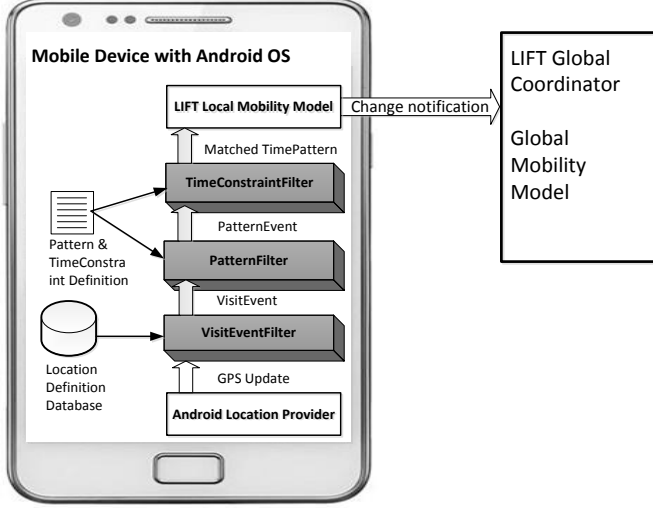 Mobile Device with Android OS
LIFT Local Mobility Model
Change notification
LIFT Global
Coordinator
Global
Mobility
Model
Matched TimePattern
TimeConstraintFilter
PatternEvent
Pattern &
TimeConstra
int Definition
PatternFilter
VisitEvent
VisitEventFilter
Location
Definition
Database
GPS Update
Android Location Provider